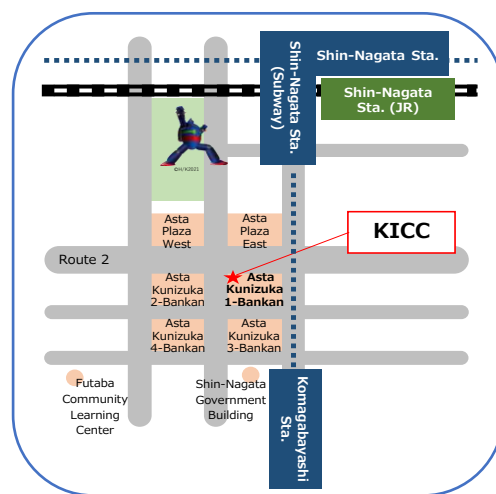 Shin-Nagata Sta.
Shin-Nagata Sta.
(Subway)
Shin-Nagata
Sta. (JR)
©H/K2021
Asta
Plaza
West
Asta
Plaza
East
KICC
Route 2
Asta
Kunizuka
2-Bankan
Asta
Kunizuka
1-Bankan
Asta
Kunizuka
4-Bankan
Asta
Kunizuka
3-Bankan
Futaba
Community
Learning
Center
Shin-Nagata
Government
Building
Komagabayashi
Sta.